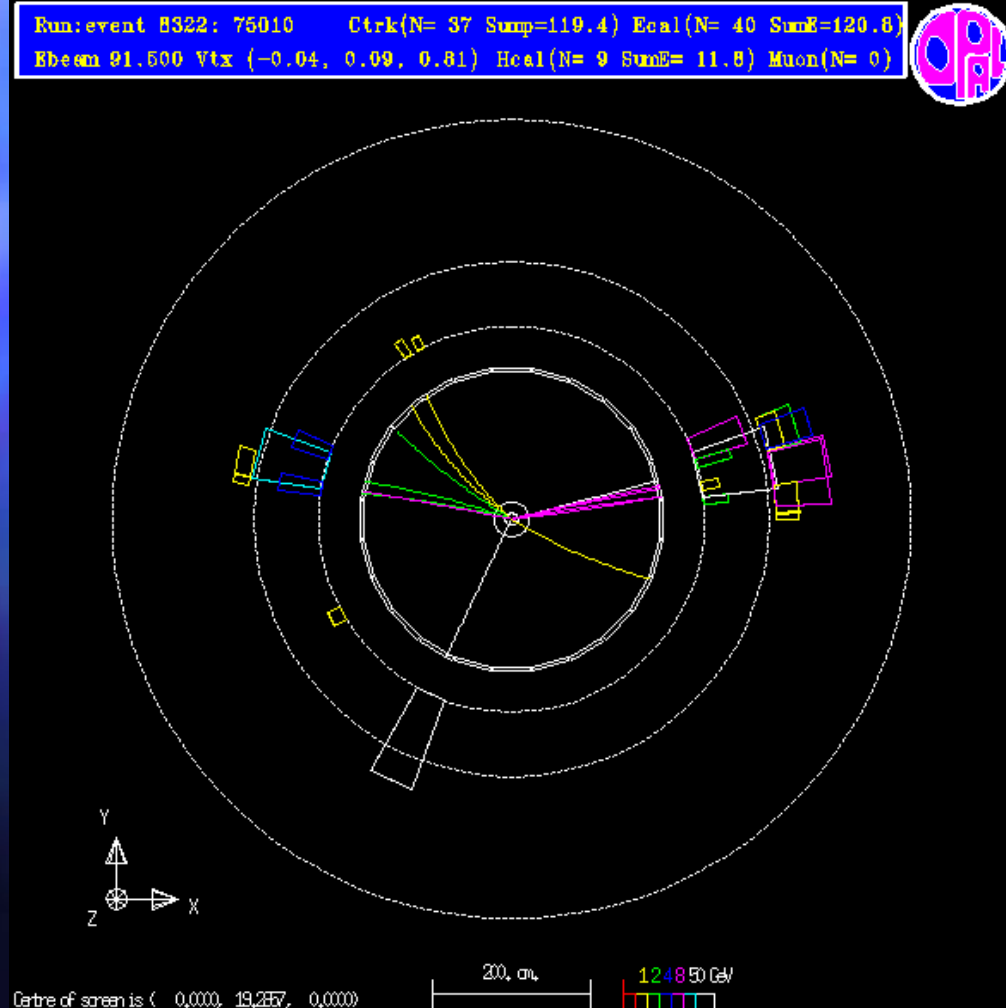 Run:event 8322: 75010 Ctrk(N= 37 Sump=119.4) Ecal(N= 40 SumE=120.8)
Ebeam 91.500 Vtx (-0.04, 0.09, 0.81) Hcal(N= 9 SumE= 11.8) Muon(N= 0)
OPAL
Y
Z X
200. cm.
1 2 4 8 50 GeV
Centre of screen is ( 0.0000, 19.2857, 0.0000)